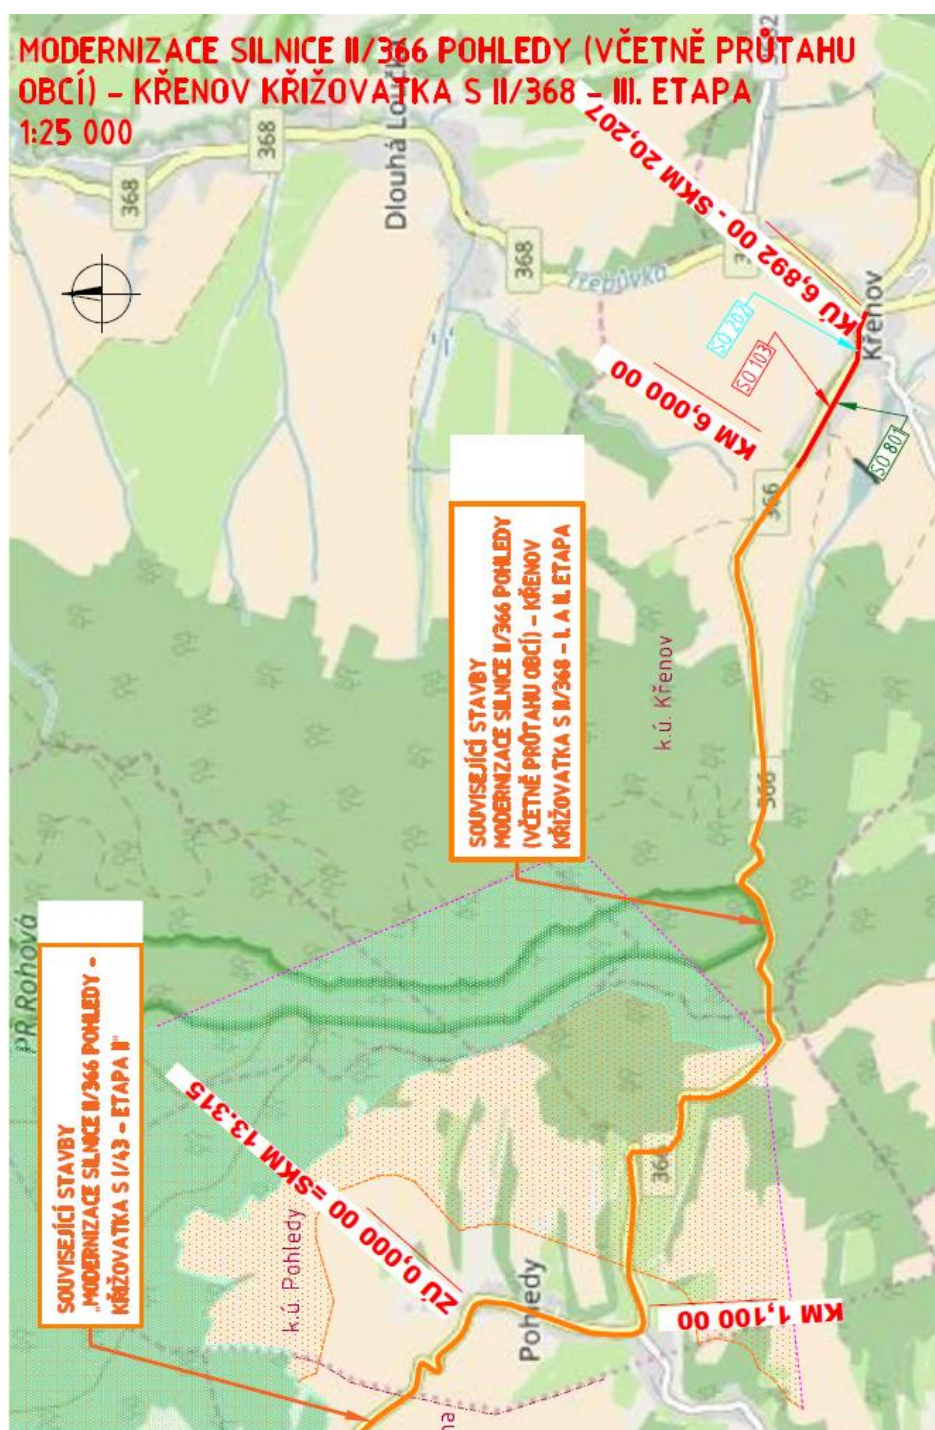 MODERNIZACE SILNICE II/366 POHLEDY (VČETNĚ PRŮTAHU
OBCÍ) – KŘENOV KŘIŽOVATKA S II/368 – III. ETAPA
1:25 000
368
368
Dlouhá Loučka
368
Třebůvka
KÚ 6,892 00 - SKM 20,207
SO 202
SO 103
KM 6,000 00
Křenov
SO 801
366
SOUVISEJÍCÍ STAVBY
MODERNIZACE SILNICE II/366 POHLEDY
(VČETNĚ PRŮTAHU OBCÍ) – KŘENOV
KŘIŽOVATKA S II/368 – I. A II. ETAPA
k.ú. Křenov
366
PR Rohová
SOUVISEJÍCÍ STAVBY
„MODERNIZACE SILNICE II/366 POHLEDY –
KŘIŽOVATKA S I/43 – ETAPA II"
ZÚ 0,000 00 =SKM 13.315
k.ú. Pohledy
366
Pohledy
KM 1,100 00
na